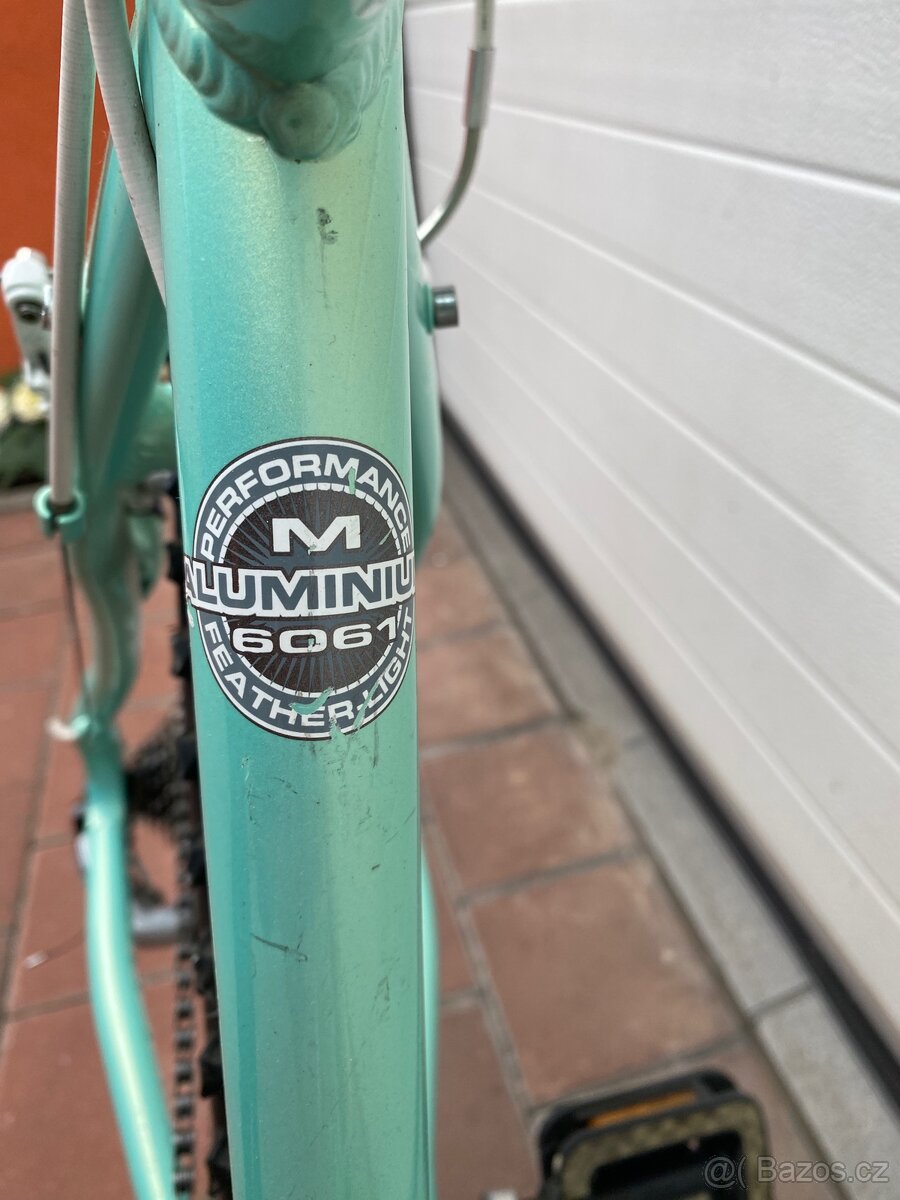 PERFORMANCE
M
ALUMINIU
6061
FEATHER-LIGHT
@( Bazos.cz